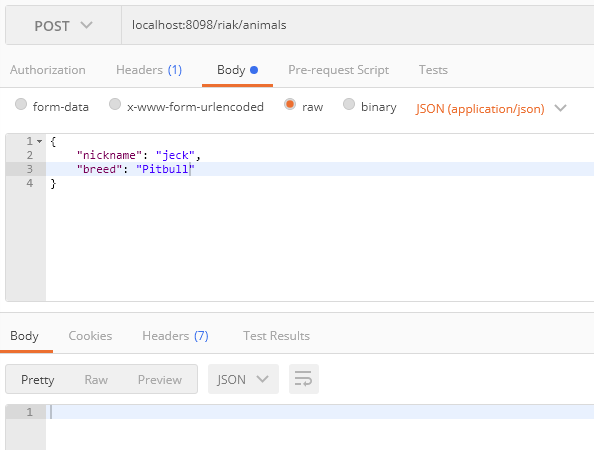 POST localhost:8098/riak/animals
Authorization Headers (1) Body Pre-request Script Tests
form-data x-www-form-urlencoded raw binary JSON (application/json)
1 {
2 "nickname": "jeck",
3 "breed": "Pitbull"
4 }
Body Cookies Headers (7) Test Results
Pretty Raw Preview JSON
1